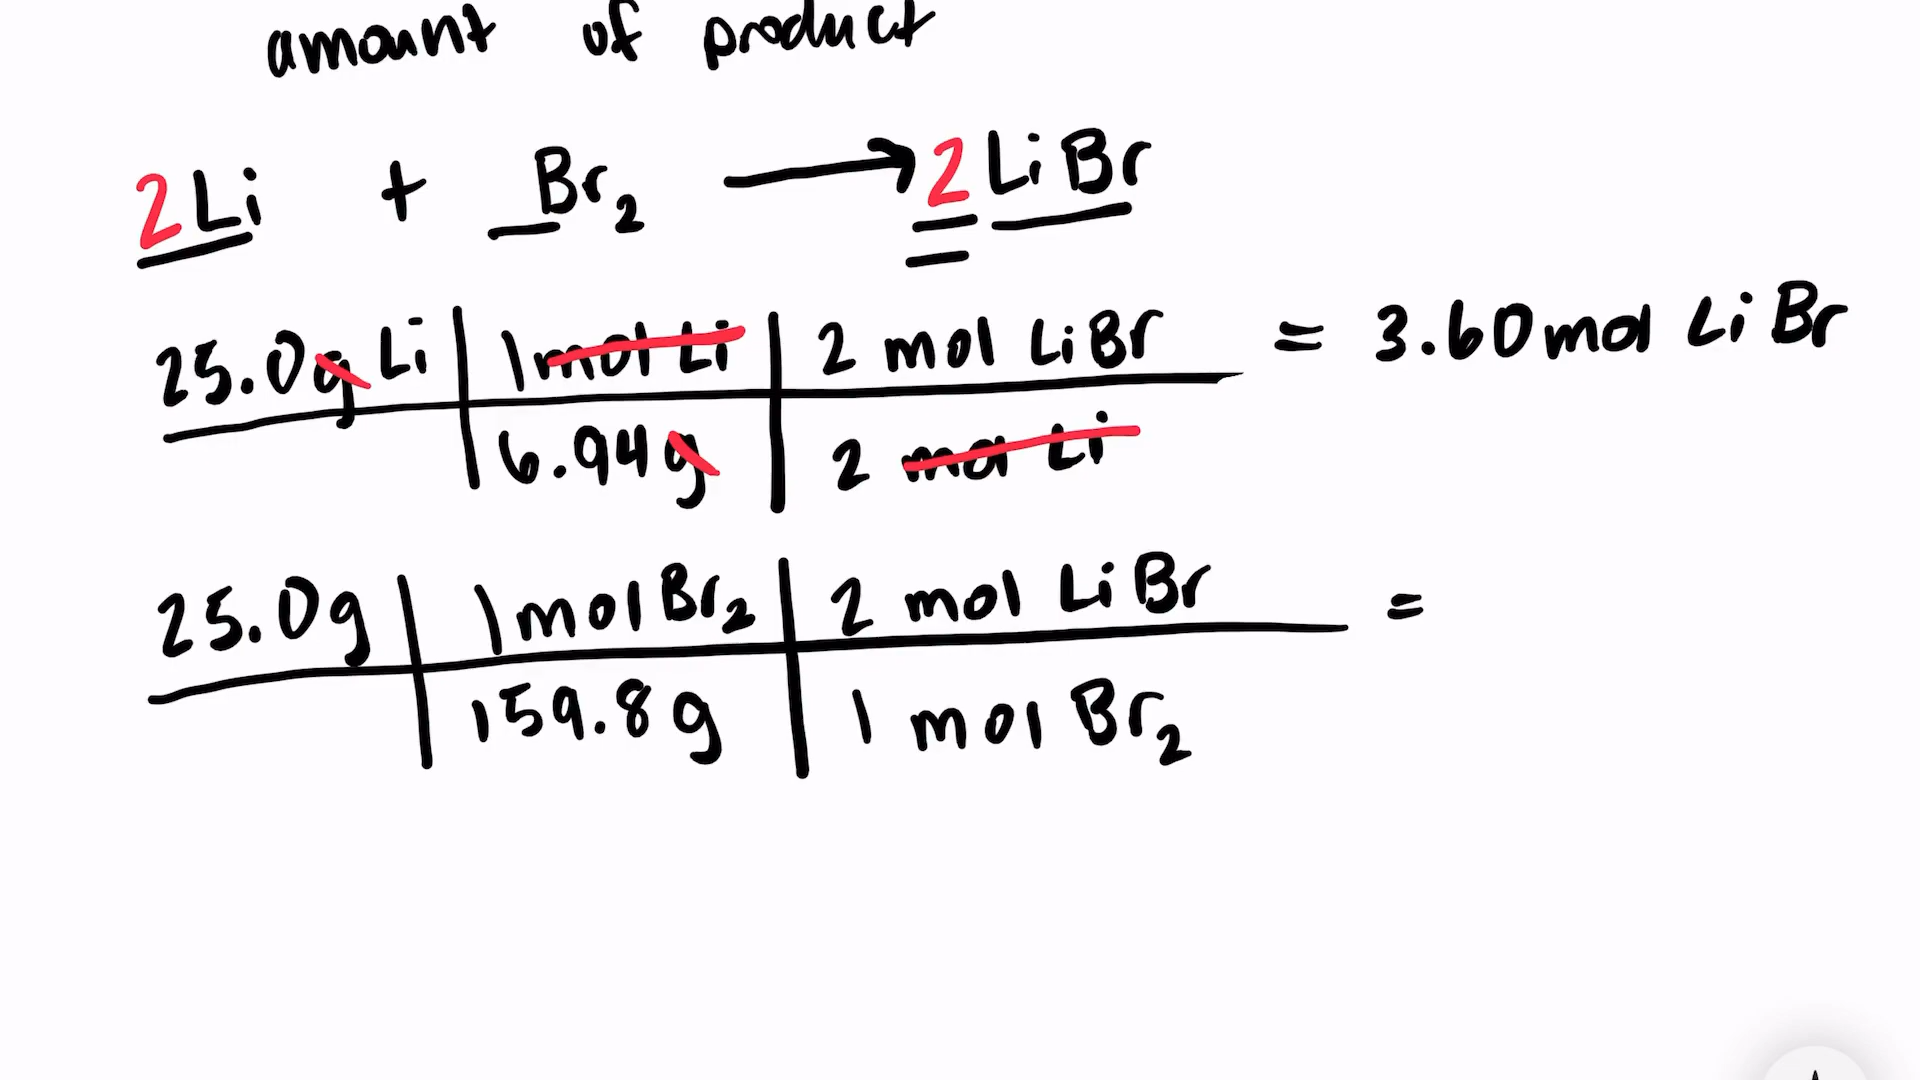 amount of product
2Li + _Br₂ → 2LiBr
25.0g Li | 1 mol Li | 2 mol LiBr = 3.60 mol LiBr
6.94g | 2 mol Li
25.0g | 1 mol Br₂ | 2 mol LiBr =
159.8g | 1 mol Br₂